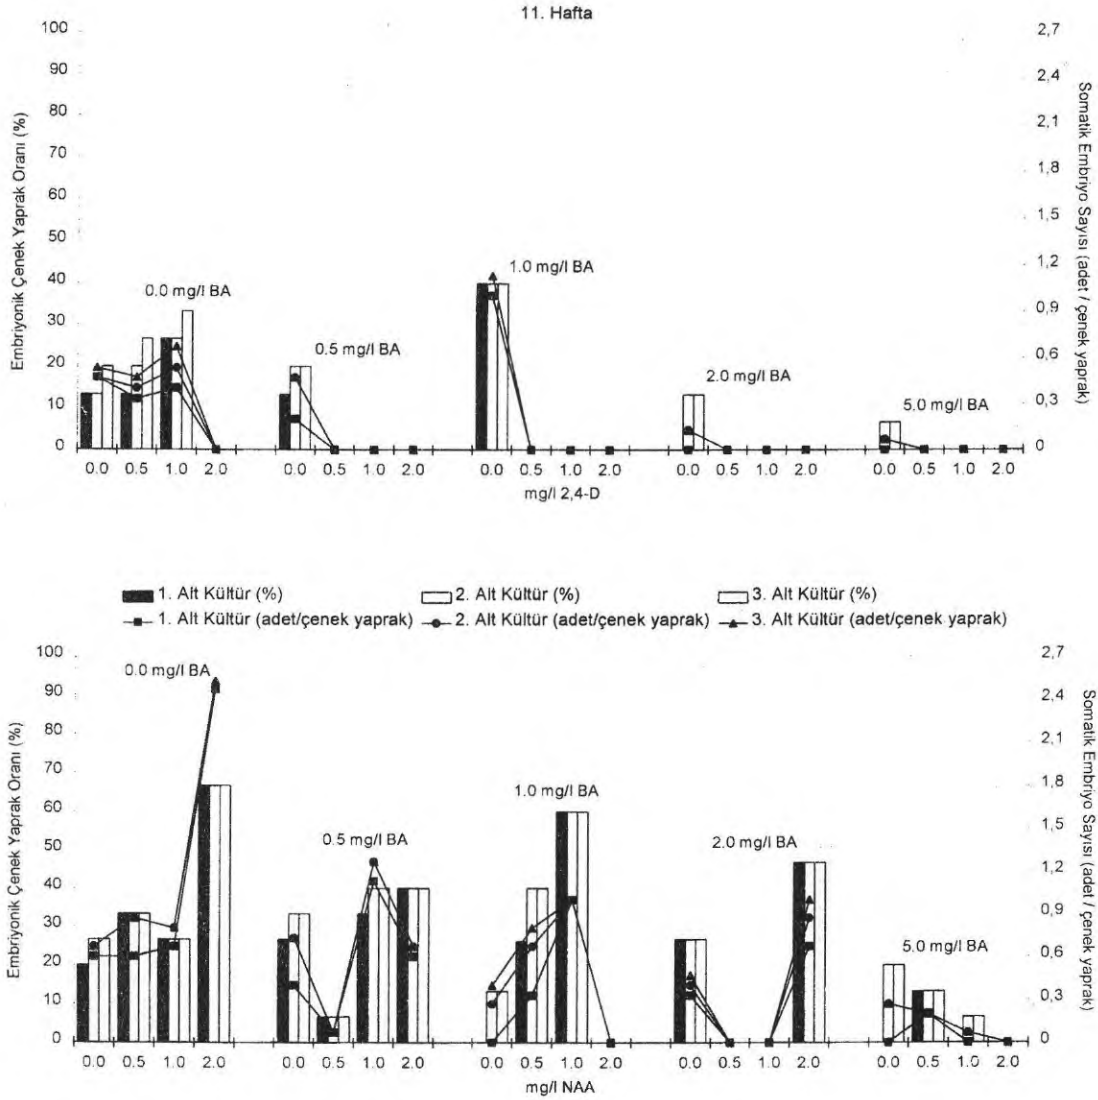 11. Hafta
Embriyonik Çenek Yaprak Oranı (%)
100
90
80
70
60
50
40
30
20
10
0
2,7
2,4
2,1
1,8
1,5
1,2
0,9
0,6
0,3
0
Somatik Embriyo Sayısı (adet / çenek yaprak)
0.0 mg/l BA
0.5 mg/l BA
1.0 mg/l BA
2.0 mg/l BA
5.0 mg/l BA
0.0 0.5 1.0 2.0 0.0 0.5 1.0 2.0 0.0 0.5 1.0 2.0 0.0 0.5 1.0 2.0 0.0 0.5 1.0 2.0
mg/l 2,4-D
1. Alt Kültür (%) 2. Alt Kültür (%) 3. Alt Kültür (%)
1. Alt Kültür (adet/çenek yaprak) 2. Alt Kültür (adet/çenek yaprak) 3. Alt Kültür (adet/çenek yaprak)
Embriyonik Çenek Yaprak Oranı (%)
100
90
80
70
60
50
40
30
20
10
0
2,7
2,4
2,1
1,8
1,5
1,2
0,9
0,6
0,3
0
Somatik Embriyo Sayısı (adet / çenek yaprak)
0.0 mg/l BA
0.5 mg/l BA
1.0 mg/l BA
2.0 mg/l BA
5.0 mg/l BA
0.0 0.5 1.0 2.0 0.0 0.5 1.0 2.0 0.0 0.5 1.0 2.0 0.0 0.5 1.0 2.0 0.0 0.5 1.0 2.0
mg/l NAA